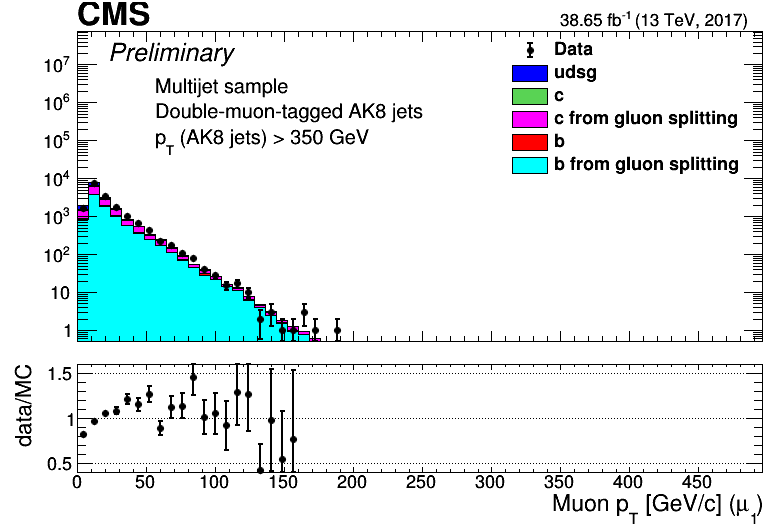 CMS
38.65 fb⁻¹ (13 TeV, 2017)
Preliminary
Multijet sample
Double-muon-tagged AK8 jets
p_T (AK8 jets) > 350 GeV
Data
udsg
c
c from gluon splitting
b
b from gluon splitting
10⁷
10⁶
10⁵
10⁴
10³
10²
10
1
data/MC
1.5
1
0.5
0 50 100 150 200 250 300 350 400 450
Muon p_T [GeV/c] (μ₁)